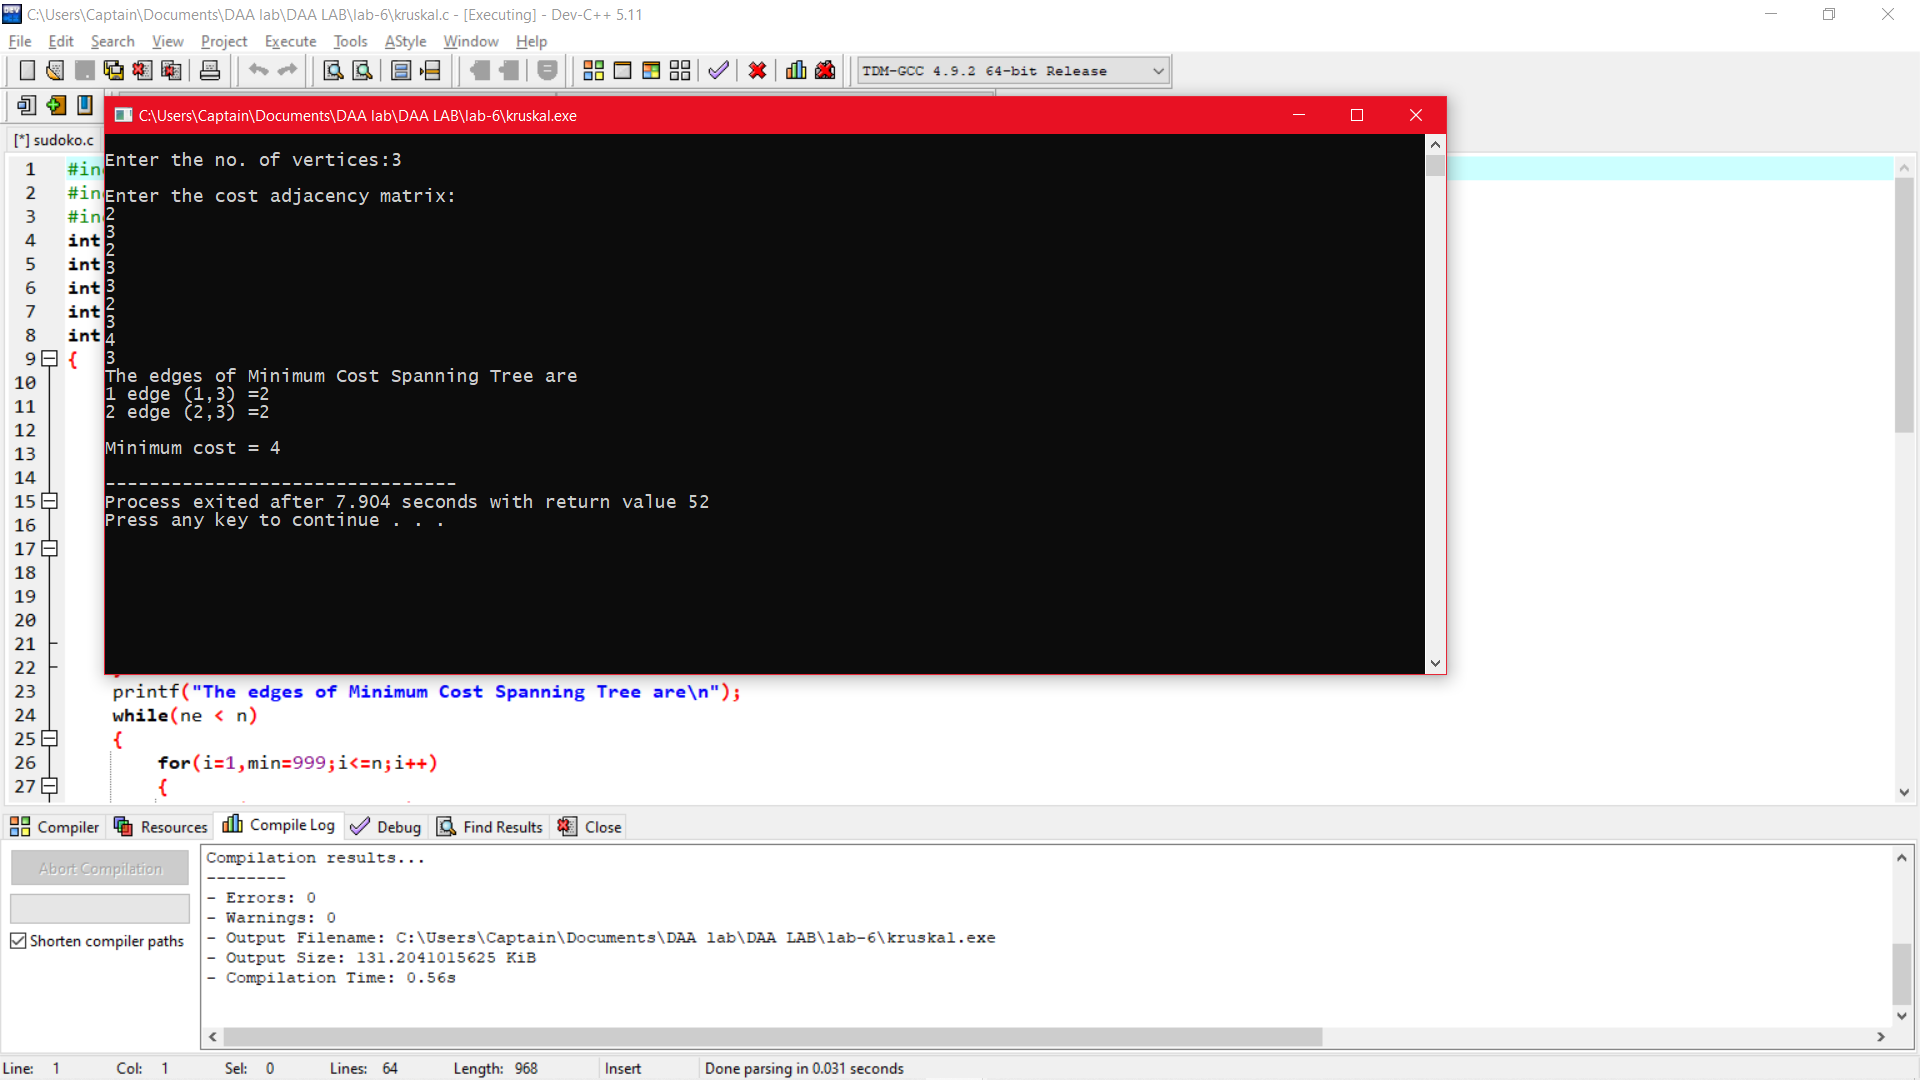 C:\Users\Captain\Documents\DAA lab\DAA LAB\lab-6\kruskal.c - [Executing] - Dev-C++ 5.11
File Edit Search View Project Execute Tools AStyle Window Help
TDM-GCC 4.9.2 64-bit Release
C:\Users\Captain\Documents\DAA lab\DAA LAB\lab-6\kruskal.exe
[*] sudoko.c
Enter the no. of vertices:3
Enter the cost adjacency matrix:
2
3
2
3
3
2
3
4
3
The edges of Minimum Cost Spanning Tree are
1 edge (1,3) =2
2 edge (2,3) =2
Minimum cost = 4
--------------------------------
Process exited after 7.904 seconds with return value 52
Press any key to continue . . .
1 #in
2 #in
3 #in
4 int
5 int
6 int
7 int
8 int
9 {
10
11
12
13
14
15
16
17
18
19
20
21
22
23 printf("The edges of Minimum Cost Spanning Tree are\n");
24 while(ne < n)
25 {
26 for(i=1,min=999;i<=n;i++)
27 {
Compiler Resources Compile Log Debug Find Results Close
Abort Compilation
Shorten compiler paths
Compilation results...
--------
- Errors: 0
- Warnings: 0
- Output Filename: C:\Users\Captain\Documents\DAA lab\DAA LAB\lab-6\kruskal.exe
- Output Size: 131.2041015625 KiB
- Compilation Time: 0.56s
Line: 1 Col: 1 Sel: 0 Lines: 64 Length: 968 Insert Done parsing in 0.031 seconds